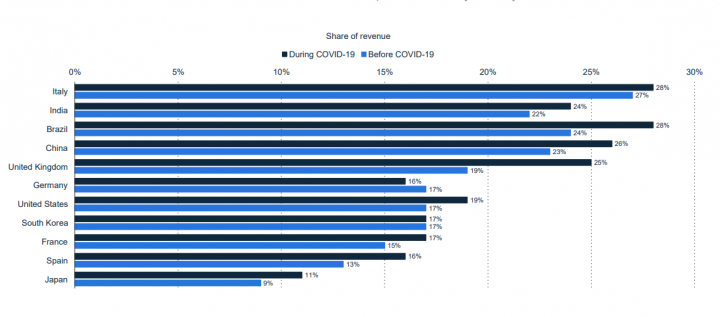 Share of revenue
During COVID-19 Before COVID-19
0% 5% 10% 15% 20% 25% 30%
Italy 28%
27%
India 24%
22%
Brazil 28%
24%
China 26%
23%
United Kingdom 25%
19%
Germany 16%
17%
United States 19%
17%
South Korea 17%
17%
France 17%
15%
Spain 16%
13%
Japan 11%
9%